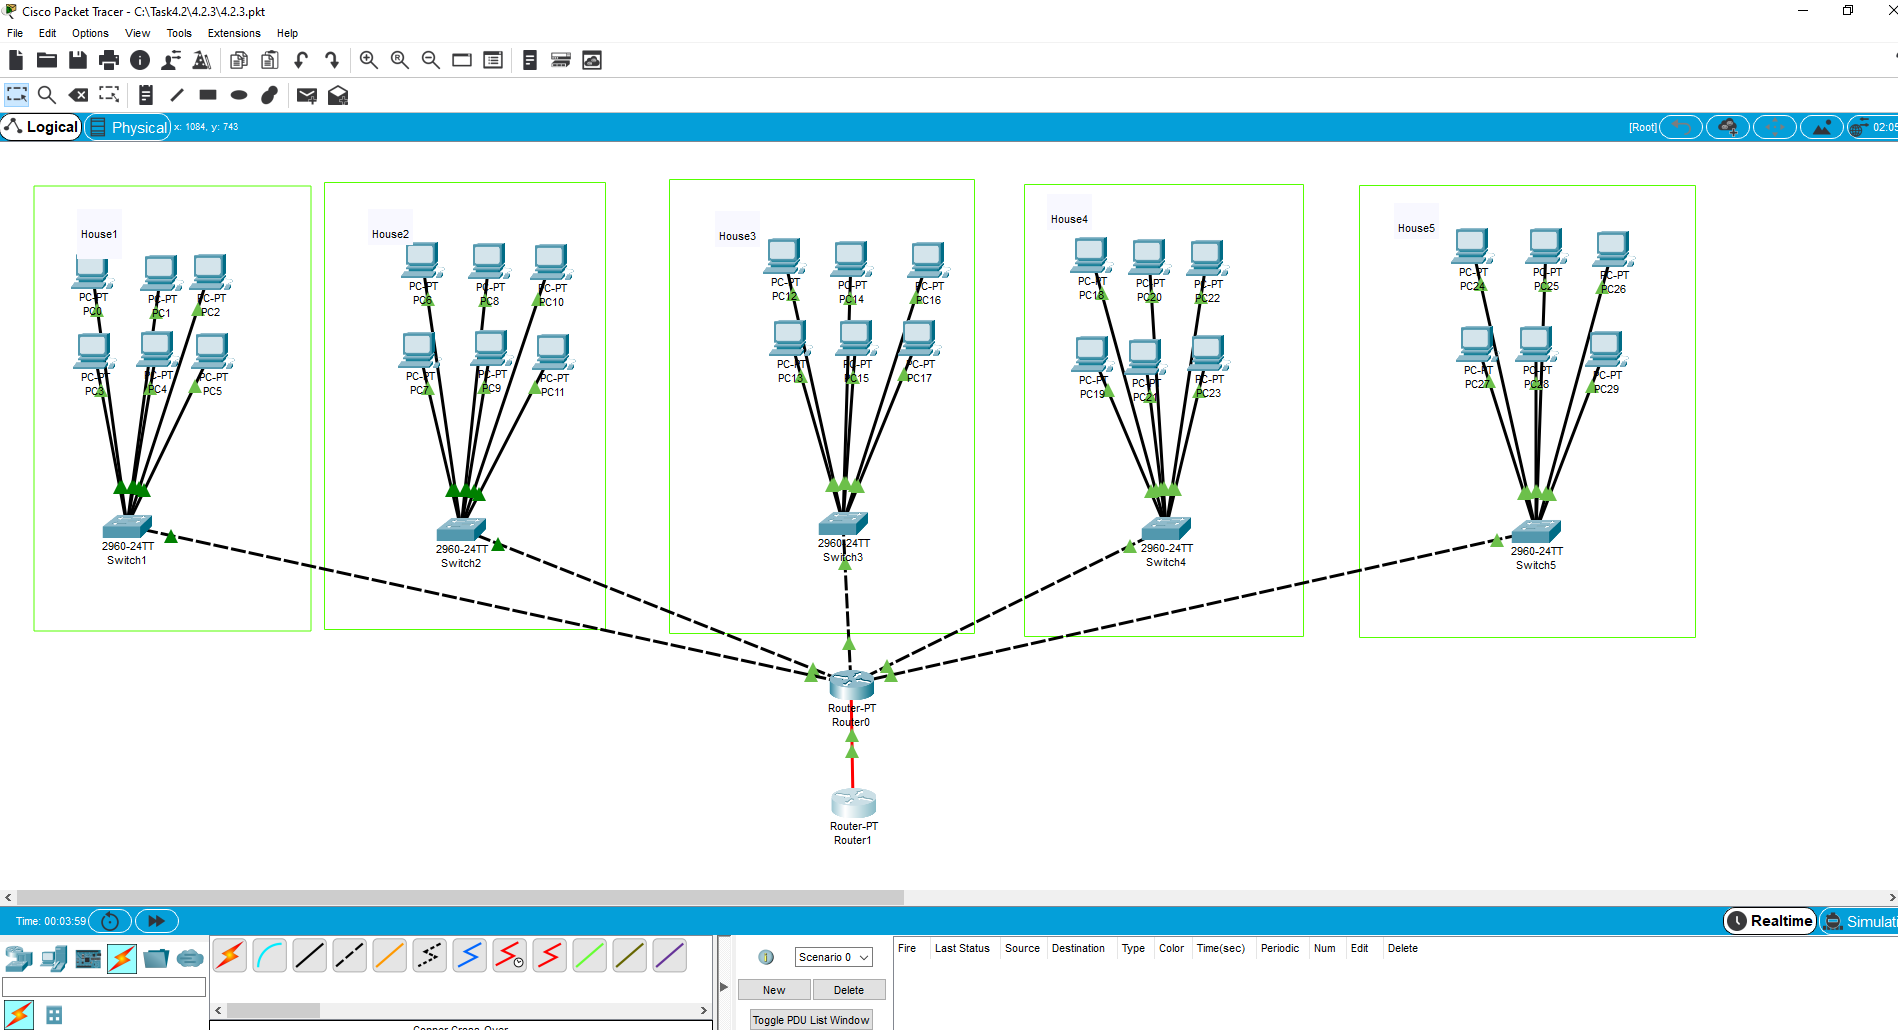 Cisco Packet Tracer - C:\Task4.2\4.2.3\4.2.3.pkt
File Edit Options View Tools Extensions Help
Logical Physical x: 1084, y: 743 [Root] 02:05
House1
PC-PT
PC0
PC-PT
PC1
PC-PT
PC2
PC-PT
PC3
PC-PT
PC4
PC-PT
PC5
2960-24TT
Switch1
House2
PC-PT
PC6
PC-PT
PC8
PC-PT
PC10
PC-PT
PC7
PC-PT
PC9
PC-PT
PC11
2960-24TT
Switch2
House3
PC-PT
PC12
PC-PT
PC14
PC-PT
PC16
PC-PT
PC13
PC-PT
PC15
PC-PT
PC17
2960-24TT
Switch3
House4
PC-PT
PC18
PC-PT
PC20
PC-PT
PC22
PC-PT
PC19
PC-PT
PC21
PC-PT
PC23
2960-24TT
Switch4
House5
PC-PT
PC24
PC-PT
PC25
PC-PT
PC26
PC-PT
PC27
PC-PT
PC28
PC-PT
PC29
2960-24TT
Switch5
Router-PT
Router0
Router-PT
Router1
Time: 00:03:59 Realtime Simulati
Scenario 0
New Delete
Toggle PDU List Window
Fire Last Status Source Destination Type Color Time(sec) Periodic Num Edit Delete
Copper Cross-Over